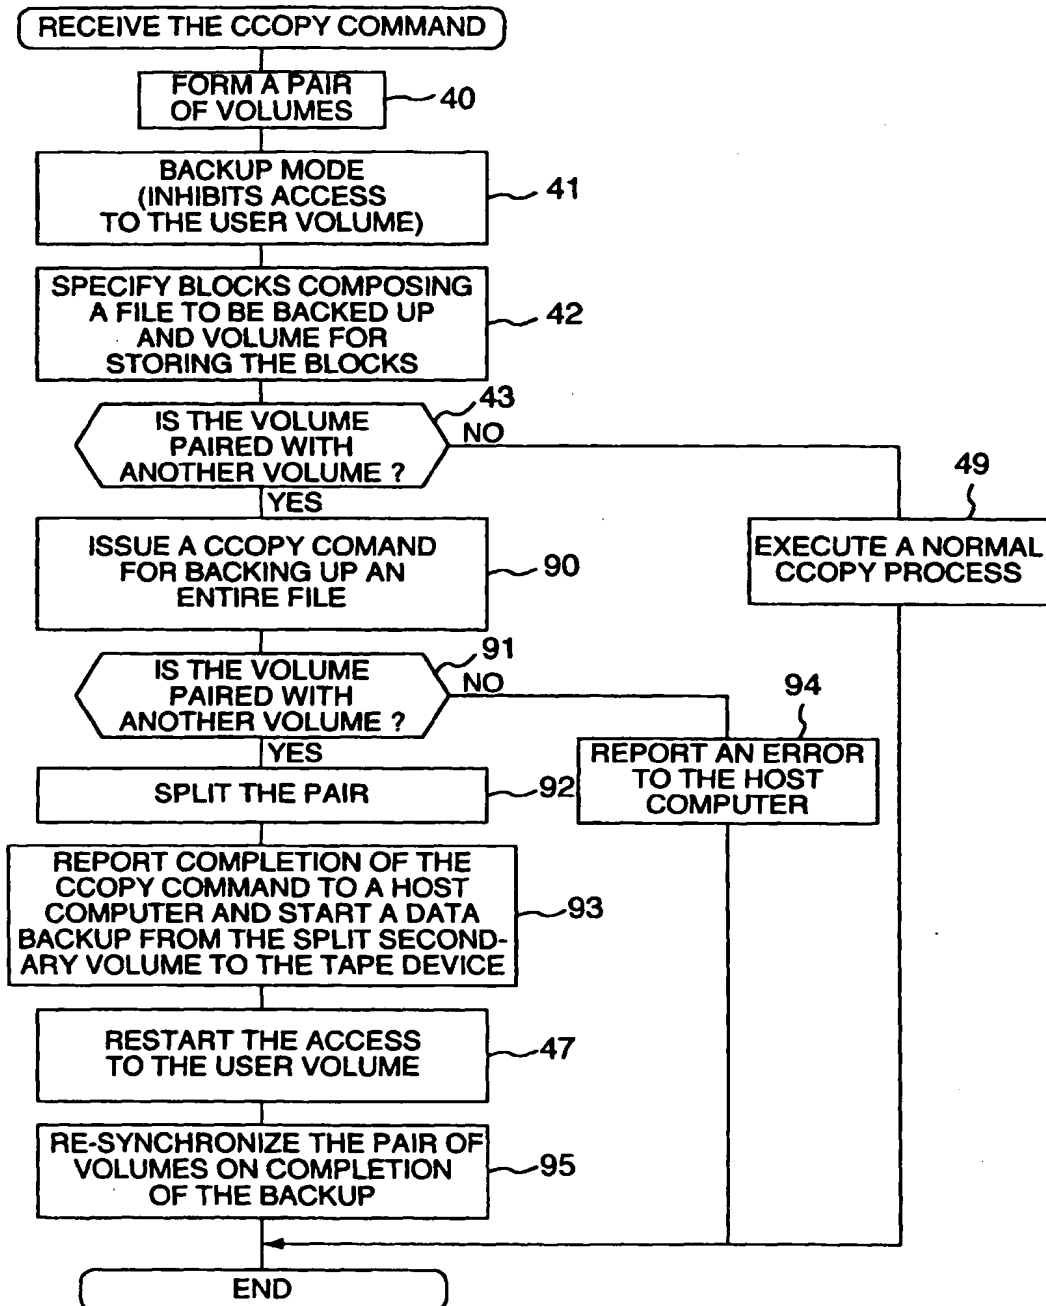 RECEIVE THE CCOPY COMMAND
FORM A PAIR
OF VOLUMES
40
BACKUP MODE
(INHIBITS ACCESS
TO THE USER VOLUME)
41
SPECIFY BLOCKS COMPOSING
A FILE TO BE BACKED UP
AND VOLUME FOR
STORING THE BLOCKS
42
IS THE VOLUME
PAIRED WITH
ANOTHER VOLUME ?
43
NO
YES
49
EXECUTE A NORMAL
CCOPY PROCESS
ISSUE A CCOPY COMAND
FOR BACKING UP AN
ENTIRE FILE
90
IS THE VOLUME
PAIRED WITH
ANOTHER VOLUME ?
91
NO
YES
94
REPORT AN ERROR
TO THE HOST
COMPUTER
SPLIT THE PAIR
92
REPORT COMPLETION OF THE
CCOPY COMMAND TO A HOST
COMPUTER AND START A DATA
BACKUP FROM THE SPLIT SECOND-
ARY VOLUME TO THE TAPE DEVICE
93
RESTART THE ACCESS
TO THE USER VOLUME
47
RE-SYNCHRONIZE THE PAIR OF
VOLUMES ON COMPLETION
OF THE BACKUP
95
END